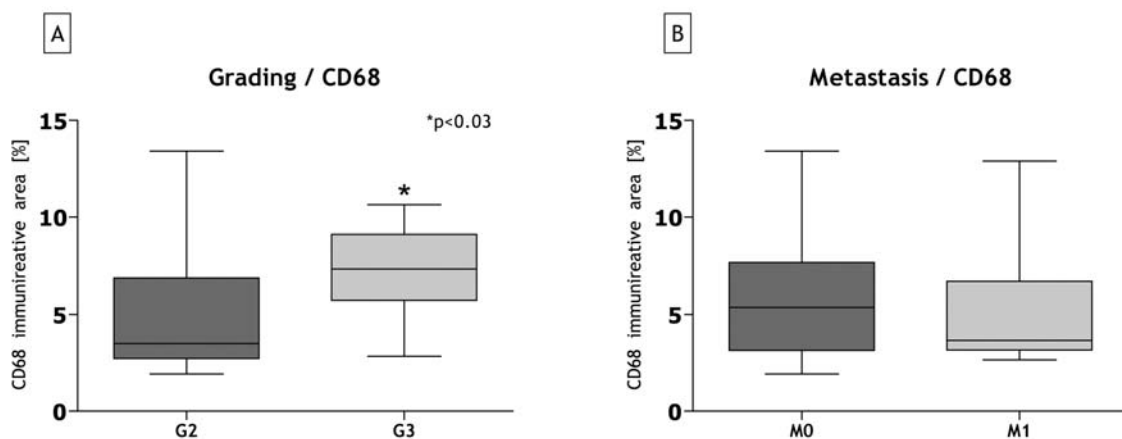 A
Grading / CD68
*p<0.03
CD68 immunireative area [%]
15
10
5
0
*
G2
G3
B
Metastasis / CD68
CD68 immunireative area [%]
15
10
5
0
M0
M1